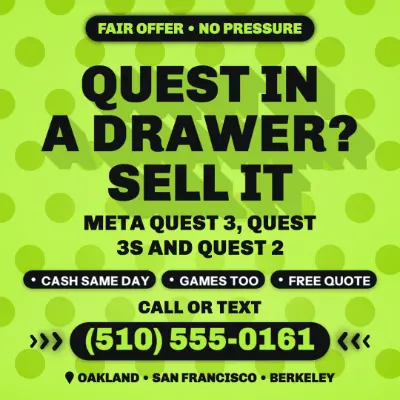 FAIR OFFER • NO PRESSURE
QUEST IN
A DRAWER?
SELL IT
META QUEST 3, QUEST
3S AND QUEST 2
• CASH SAME DAY • GAMES TOO • FREE QUOTE
CALL OR TEXT
(510) 555-0161
OAKLAND • SAN FRANCISCO • BERKELEY